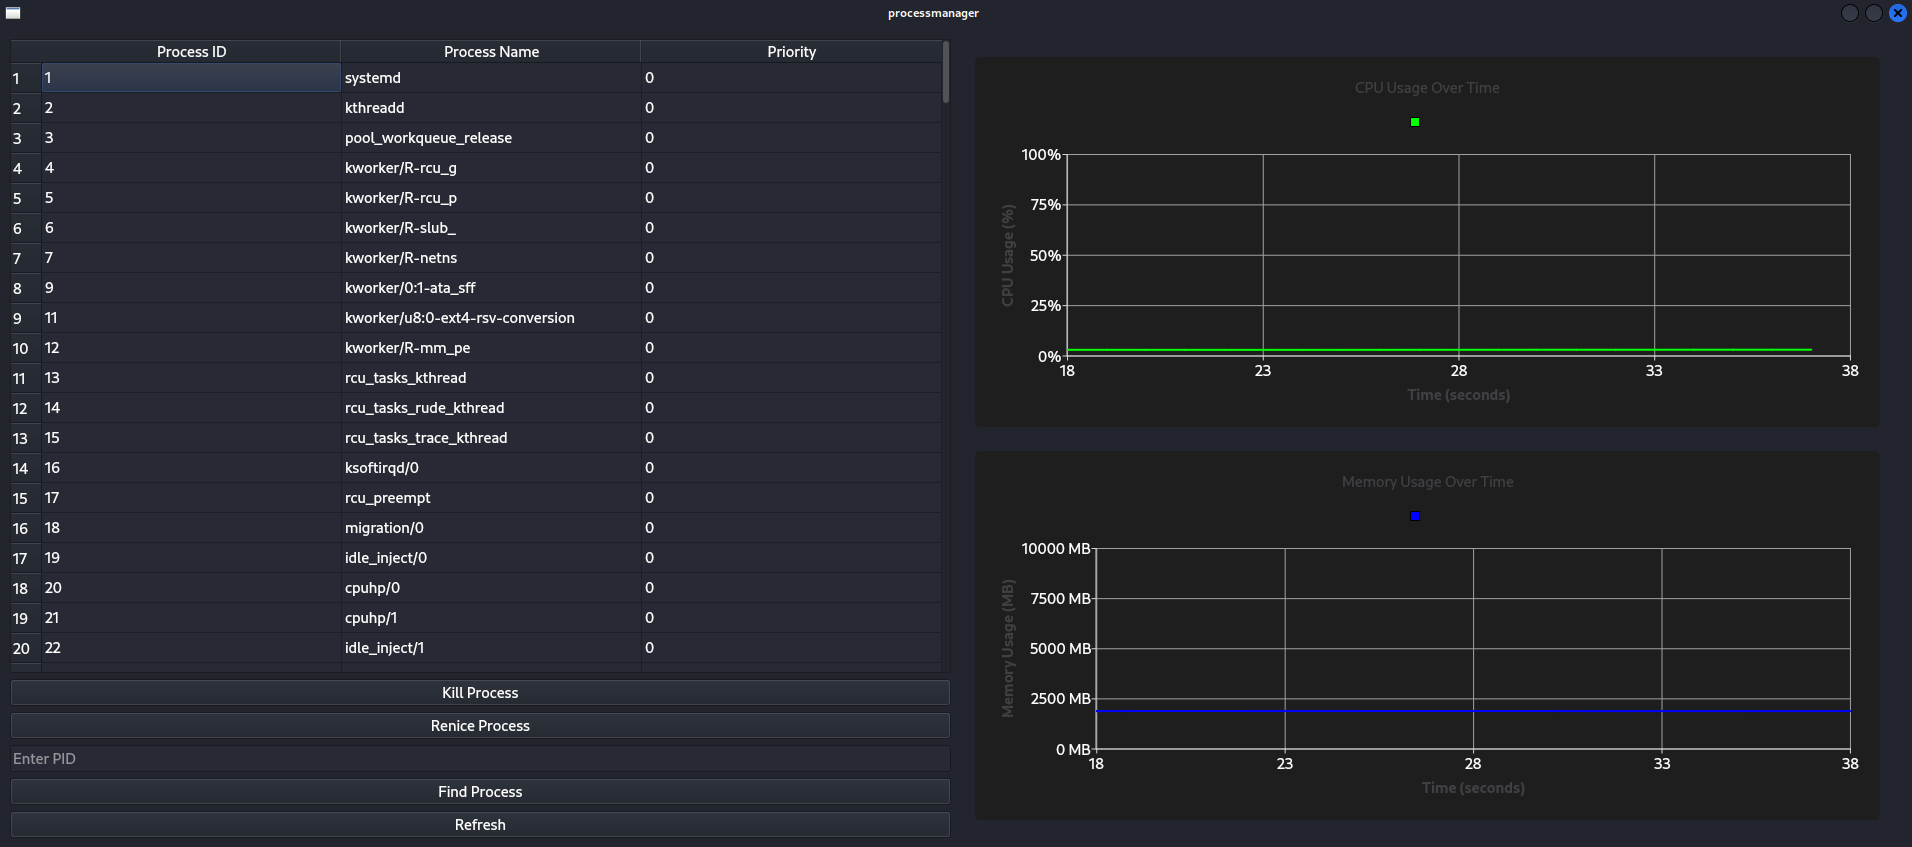 processmanager
Process ID Process Name Priority
1 1 systemd 0
2 2 kthreadd 0
3 3 pool_workqueue_release 0
4 4 kworker/R-rcu_g 0
5 5 kworker/R-rcu_p 0
6 6 kworker/R-slub_ 0
7 7 kworker/R-netns 0
8 9 kworker/0:1-ata_sff 0
9 11 kworker/u8:0-ext4-rsv-conversion 0
10 12 kworker/R-mm_pe 0
11 13 rcu_tasks_kthread 0
12 14 rcu_tasks_rude_kthread 0
13 15 rcu_tasks_trace_kthread 0
14 16 ksoftirqd/0 0
15 17 rcu_preempt 0
16 18 migration/0 0
17 19 idle_inject/0 0
18 20 cpuhp/0 0
19 21 cpuhp/1 0
20 22 idle_inject/1 0
Kill Process
Renice Process
Enter PID
Find Process
Refresh
CPU Usage Over Time
CPU Usage (%)
100%
75%
50%
25%
0%
18 23 28 33 38
Time (seconds)
Memory Usage Over Time
Memory Usage (MB)
10000 MB
7500 MB
5000 MB
2500 MB
0 MB
18 23 28 33 38
Time (seconds)